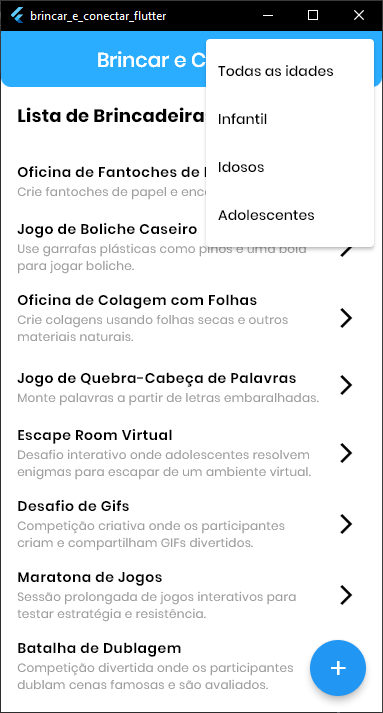 brincar_e_conectar_flutter
Brincar e C
Todas as idades
Lista de Brincadeira
Infantil
Idosos
Adolescentes
Oficina de Fantoches de
Crie fantoches de papel e
Jogo de Boliche Caseiro
Use garrafas plásticas como pinos e uma bola
para jogar boliche.
Oficina de Colagem com Folhas
Crie colagens usando folhas secas e outros
materiais naturais.
Jogo de Quebra-Cabeça de Palavras
Monte palavras a partir de letras embaralhadas.
Escape Room Virtual
Desafio interativo onde adolescentes resolvem
enigmas para escapar de um ambiente virtual.
Desafio de Gifs
Competição criativa onde os participantes
criam e compartilham GIFs divertidos.
Maratona de Jogos
Sessão prolongada de jogos interativos para
testar estratégia e resistência.
Batalha de Dublagem
Competição divertida onde os participantes
dublam cenas famosas e são avaliados.